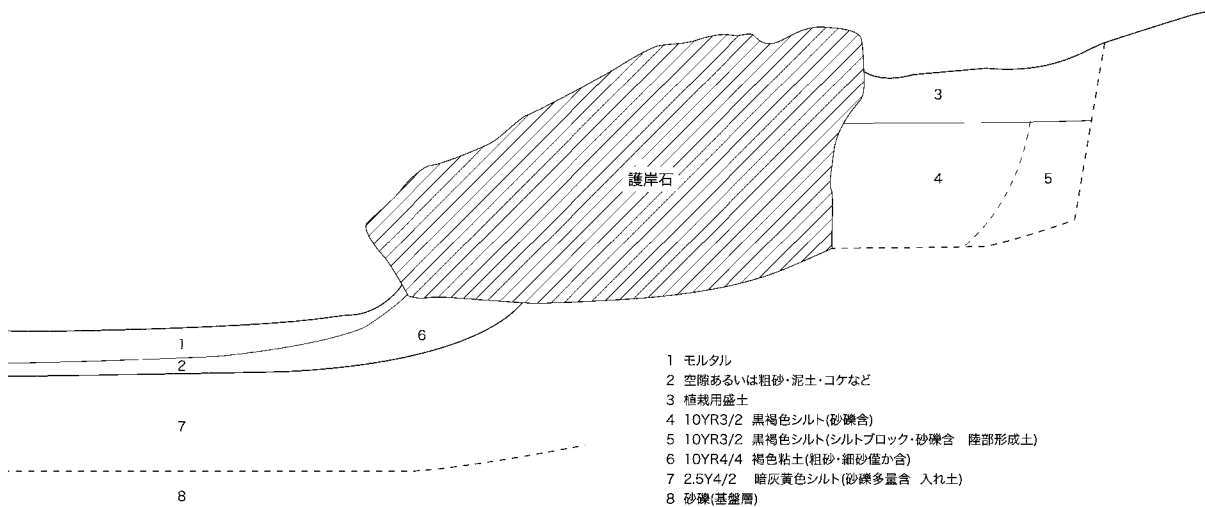 3
護岸石
4
5
6
1
2
7
8
1 モルタル
2 空隙あるいは粗砂・泥土・コケなど
3 植栽用盛土
4 10YR3/2 黒褐色シルト(砂礫含)
5 10YR3/2 黒褐色シルト(シルトブロック・砂礫含 陸部形成土)
6 10YR4/4 褐色粘土(粗砂・細砂僅か含)
7 2.5Y4/2 暗灰黄色シルト(砂礫多量含 入れ土)
8 砂礫(基盤層)